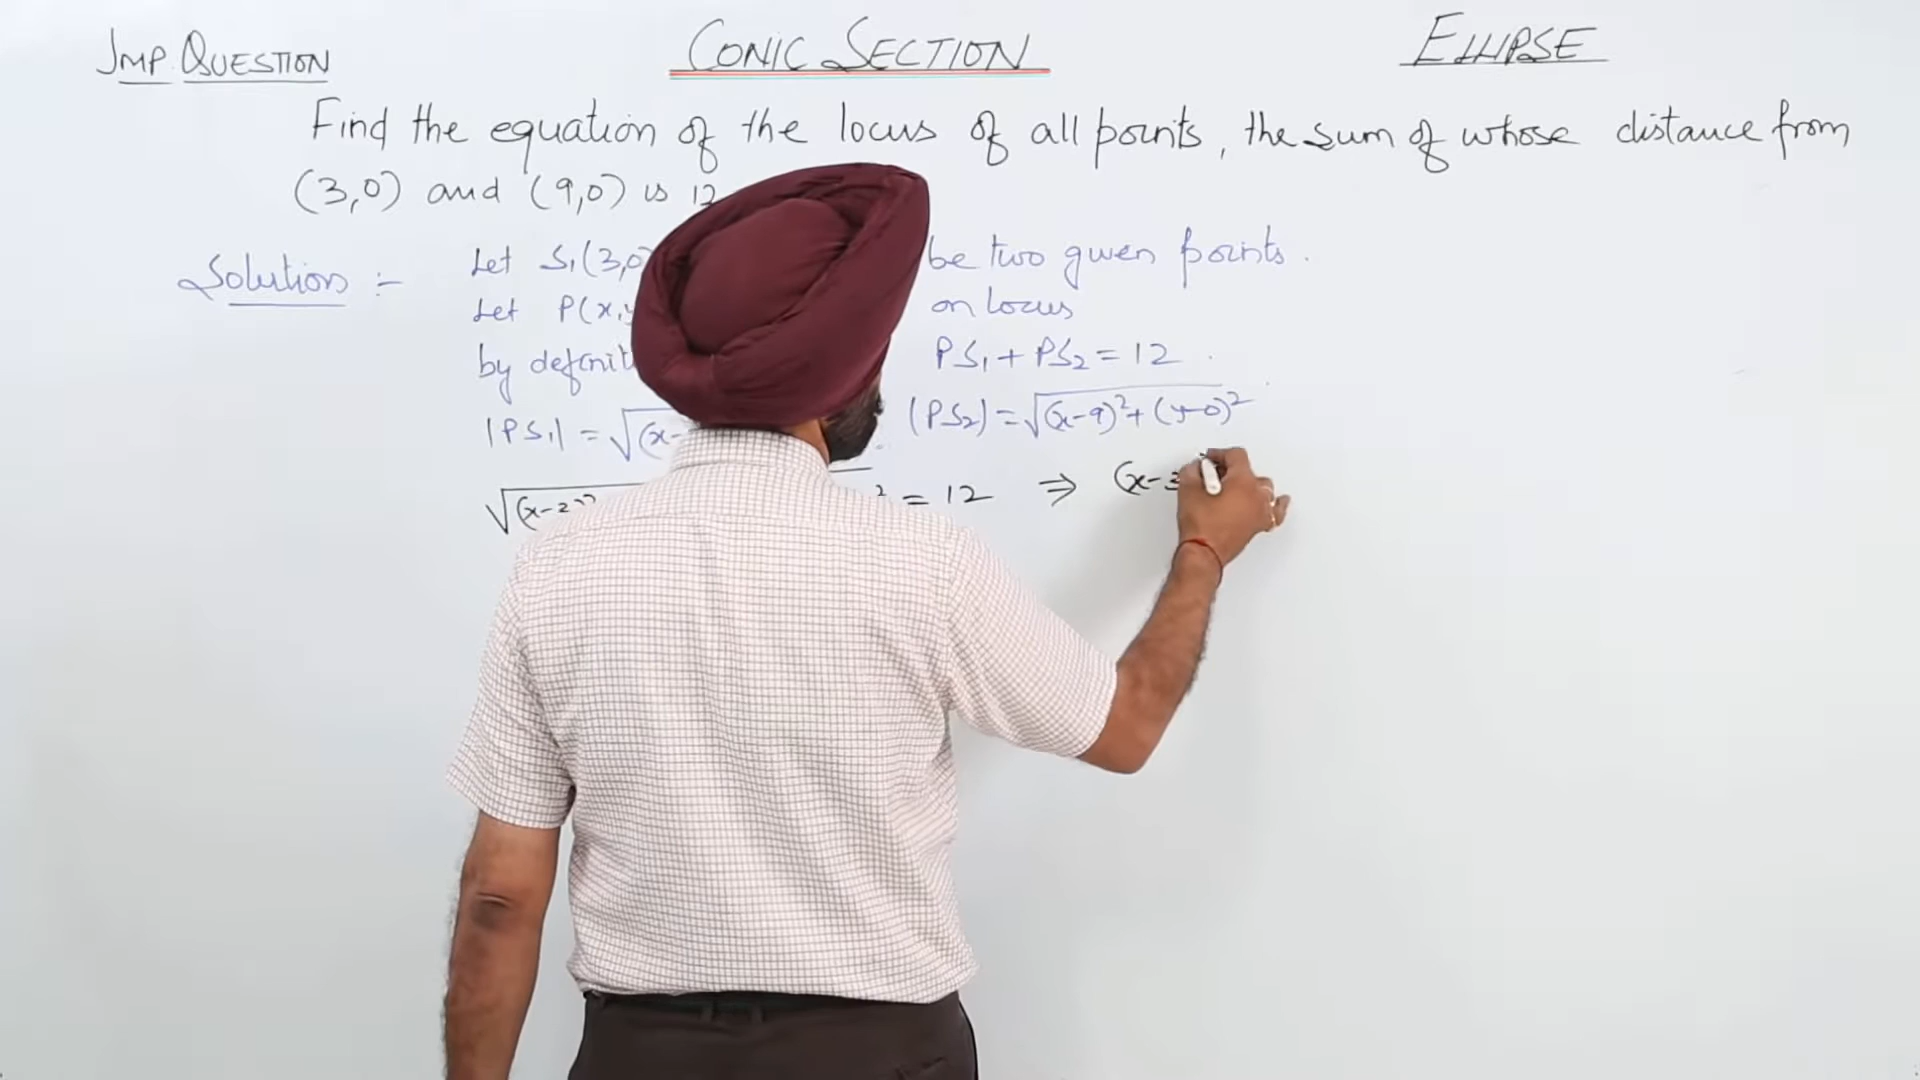 IMP. QUESTION
CONIC SECTION
ELLIPSE
Find the equation of the locus of all points, the sum of whose distance from
(3,0) and (9,0) is 12
Solution :- Let S₁(3,0) be two given points.
Let P(x,y on locus
by definit PS₁ + PS₂ = 12 .
|PS₁| = √(x- (PS₂) = √(x-9)²+(y-0)²
√(x- ² = 12 ⇒ (x-3